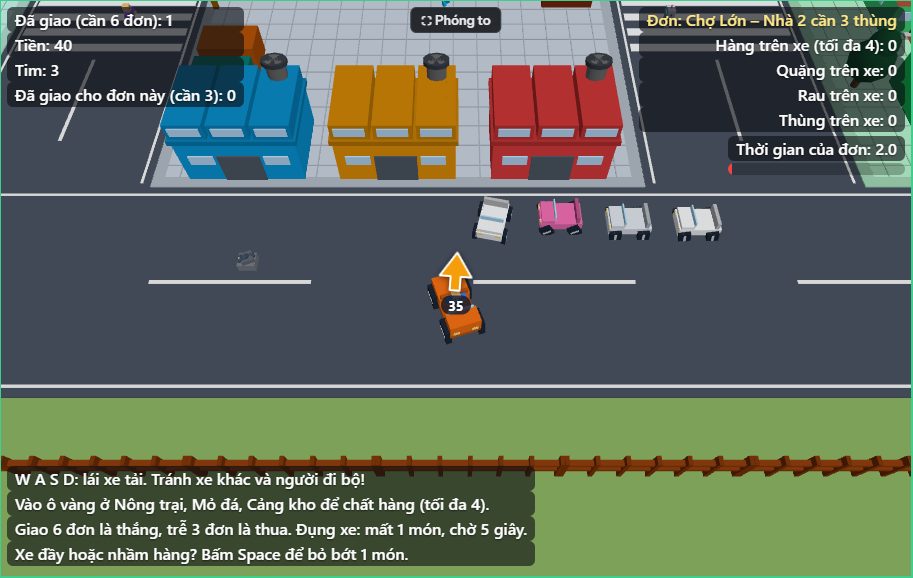 Đã giao (cần 6 đơn): 1
Tiền: 40
Tim: 3
Đã giao cho đơn này (cần 3): 0
Phóng to
Đơn: Chợ Lớn – Nhà 2 cần 3 thùng
Hàng trên xe (tối đa 4): 0
Quặng trên xe: 0
Rau trên xe: 0
Thùng trên xe: 0
Thời gian của đơn: 2.0
35
W A S D: lái xe tải. Tránh xe khác và người đi bộ!
Vào ô vàng ở Nông trại, Mỏ đá, Cảng kho để chất hàng (tối đa 4).
Giao 6 đơn là thắng, trễ 3 đơn là thua. Đụng xe: mất 1 món, chờ 5 giây.
Xe đầy hoặc nhầm hàng? Bấm Space để bỏ bớt 1 món.